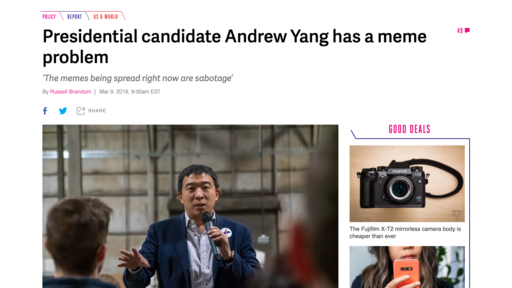 POLICY REPORT US & WORLD
Presidential candidate Andrew Yang has a meme
problem
49
'The memes being spread right now are sabotage'
By Russell Brandom | Mar 9, 2019, 9:00am EST
SHARE
GOOD DEALS
FUJIFILM
The Fujifilm X-T2 mirrorless camera body is
cheaper than ever